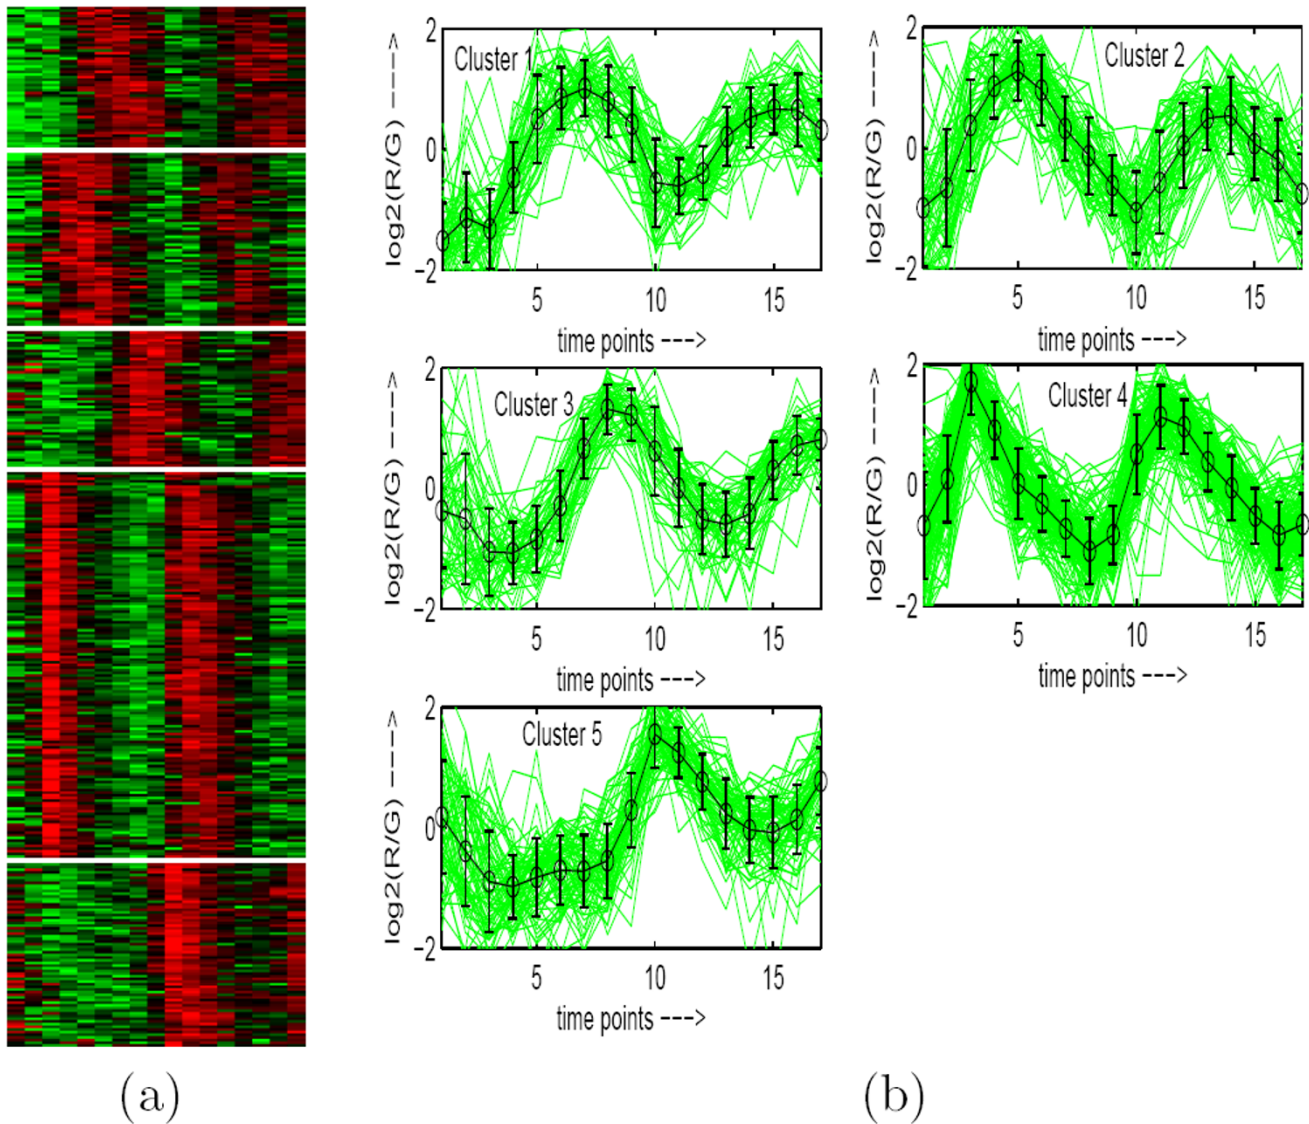 Cluster 1
2
0
−2
log2(R/G) ---->
5 10 15
time points --->
Cluster 2
2
0
−2
log2(R/G) ---->
5 10 15
time points --->
Cluster 3
2
0
−2
log2(R/G) ---->
5 10 15
time points --->
Cluster 4
2
0
−2
log2(R/G) ---->
5 10 15
time points --->
Cluster 5
2
0
−2
log2(R/G) ---->
5 10 15
time points --->
(a) (b)